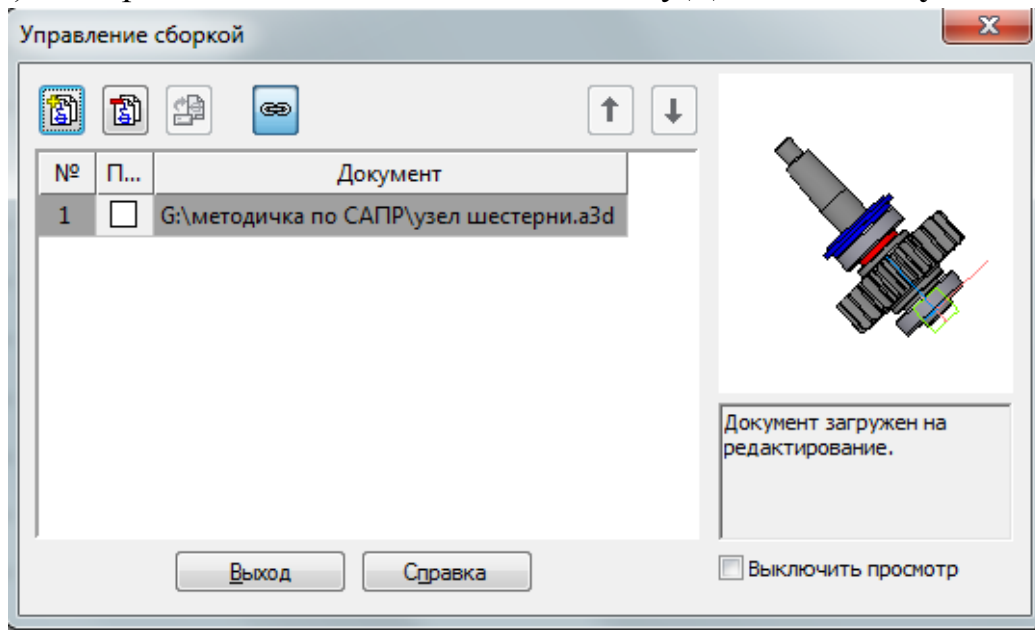 Управление сборкой
№ П... Документ
1 G:\методичка по САПР\узел шестерни.a3d
Документ загружен на
редактирование.
Выход Справка
Выключить просмотр